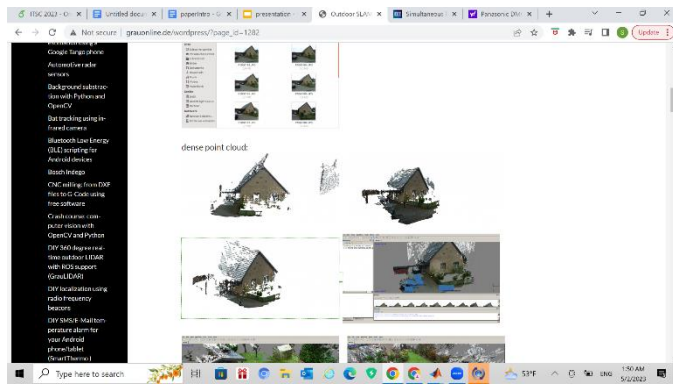 ITSC 2023 - O
Untitled docum
paperIntro - G
presentation -
Outdoor SLAM
Simultaneous
Panasonic DM
Not secure | grauonline.de/wordpress/?page_id=1282
Update
Google Tango phone
Automotive radar
sensors
Background substrac-
tion with Python and
OpenCV
Bat tracking using in-
frared camera
Bluetooth Low Energy
(BLE) scripting for
Android devices
Bosch Indego
CNC milling: from DXF
files to G-Code using
free software
Crash course: com-
puter vision with
OpenCV and Python
DIY 360 degree real-
time outdoor LIDAR
with ROS support
(GrauLIDAR)
DIY localization using
radio frequency
beacons
DIY SMS/E-Mail tem-
perature alarm for
your Android
phone/tablet
(SmartThermo)
dense point cloud:
Type here to search
53°F
ENG
1:30 AM
5/2/2023